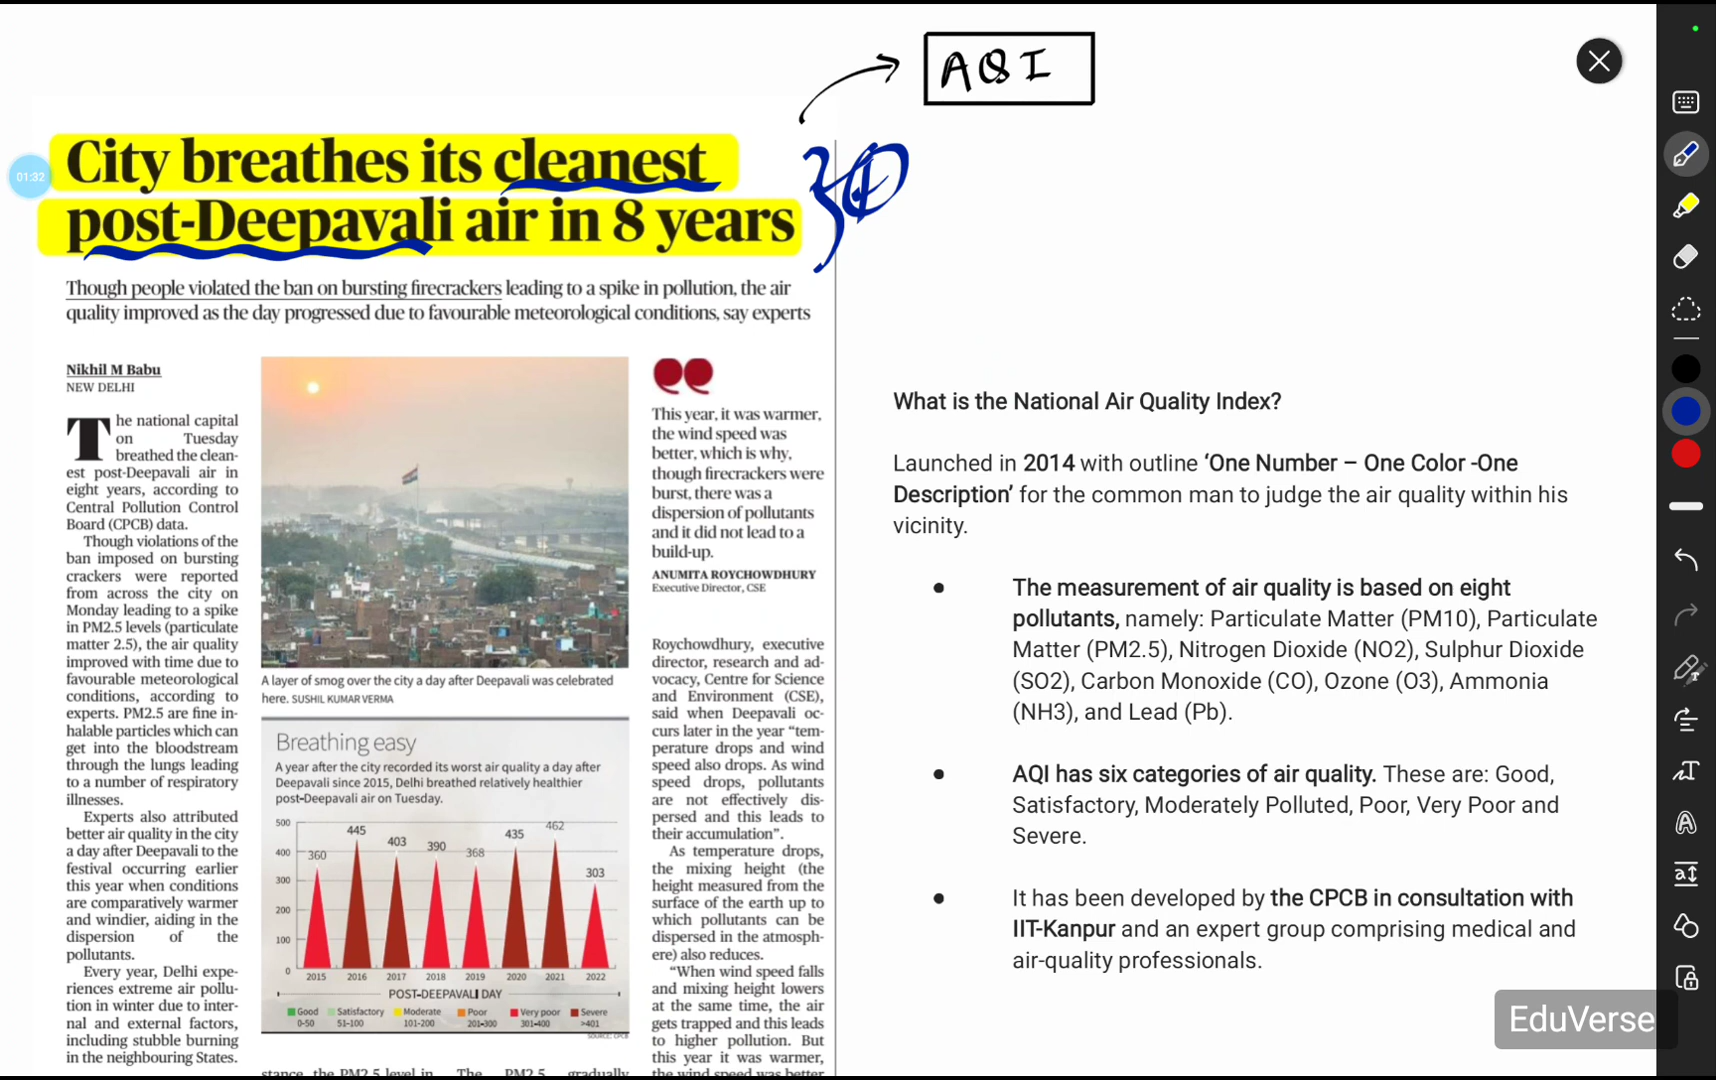 AQI
City breathes its cleanest
post-Deepavali air in 8 years
01:32
Though people violated the ban on bursting firecrackers leading to a spike in pollution, the air
quality improved as the day progressed due to favourable meteorological conditions, say experts
Nikhil M Babu
NEW DELHI
The national capital
on Tuesday
breathed the clean-
est post-Deepavali air in
eight years, according to
Central Pollution Control
Board (CPCB) data.
Though violations of the
ban imposed on bursting
crackers were reported
from across the city on
Monday leading to a spike
in PM2.5 levels (particulate
matter 2.5), the air quality
improved with time due to
favourable meteorological
conditions, according to
experts. PM2.5 are fine in-
halable particles which can
get into the bloodstream
through the lungs leading
to a number of respiratory
illnesses.
Experts also attributed
better air quality in the city
a day after Deepavali to the
festival occurring earlier
this year when conditions
are comparatively warmer
and windier, aiding in the
dispersion of the
pollutants.
Every year, Delhi expe-
riences extreme air pollu-
tion in winter due to inter-
nal and external factors,
including stubble burning
in the neighbouring States.
A layer of smog over the city a day after Deepavali was celebrated
here. SUSHIL KUMAR VERMA
Breathing easy
A year after the city recorded its worst air quality a day after
Deepavali since 2015, Delhi breathed relatively healthier
post-Deepavali air on Tuesday.
500
400
300
200
100
0
360
445
403
390
368
435
462
303
2015 2016 2017 2018 2019 2020 2021 2022
POST-DEEPAVALI DAY
Good Satisfactory Moderate Poor Very poor Severe
0-50 51-100 101-200 201-300 301-400 >401
SOURCE: CPCB
stance, the PM2.5 level in
The PM2.5 gradually
This year, it was warmer,
the wind speed was
better, which is why,
though firecrackers were
burst, there was a
dispersion of pollutants
and it did not lead to a
build-up.
ANUMITA ROYCHOWDHURY
Executive Director, CSE
Roychowdhury, executive
director, research and ad-
vocacy, Centre for Science
and Environment (CSE),
said when Deepavali oc-
curs later in the year “tem-
perature drops and wind
speed also drops. As wind
speed drops, pollutants
are not effectively dis-
persed and this leads to
their accumulation”.
As temperature drops,
the mixing height (the
height measured from the
surface of the earth up to
which pollutants can be
dispersed in the atmosph-
ere) also reduces.
“When wind speed falls
and mixing height lowers
at the same time, the air
gets trapped and this leads
to higher pollution. But
this year it was warmer,
the wind speed was better
What is the National Air Quality Index?
Launched in 2014 with outline ‘One Number – One Color -One
Description’ for the common man to judge the air quality within his
vicinity.
● The measurement of air quality is based on eight
pollutants, namely: Particulate Matter (PM10), Particulate
Matter (PM2.5), Nitrogen Dioxide (NO2), Sulphur Dioxide
(SO2), Carbon Monoxide (CO), Ozone (O3), Ammonia
(NH3), and Lead (Pb).
● AQI has six categories of air quality. These are: Good,
Satisfactory, Moderately Polluted, Poor, Very Poor and
Severe.
● It has been developed by the CPCB in consultation with
IIT-Kanpur and an expert group comprising medical and
air-quality professionals.
EduVerse